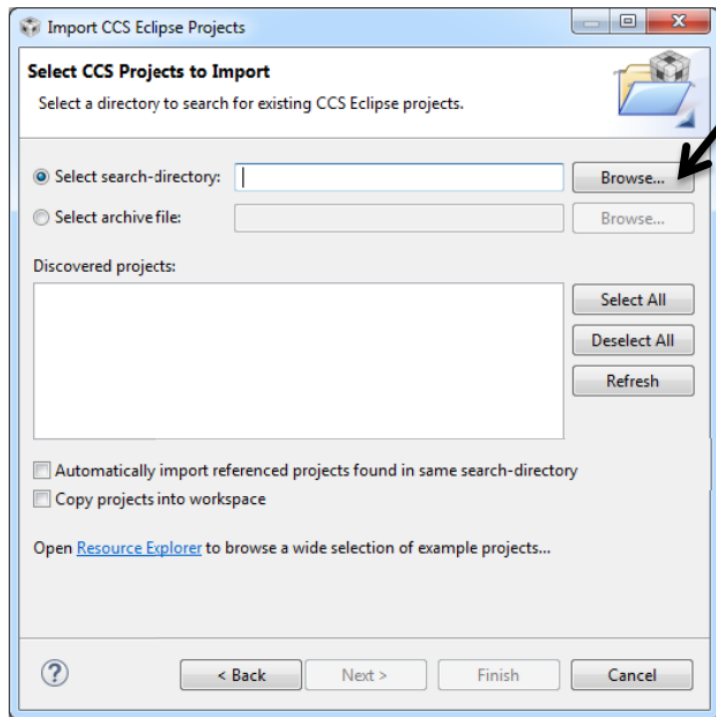 Import CCS Eclipse Projects
Select CCS Projects to Import
Select a directory to search for existing CCS Eclipse projects.
Select search-directory:
Browse...
Select archive file:
Browse...
Discovered projects:
Select All
Deselect All
Refresh
Automatically import referenced projects found in same search-directory
Copy projects into workspace
Open Resource Explorer to browse a wide selection of example projects...
? < Back Next > Finish Cancel